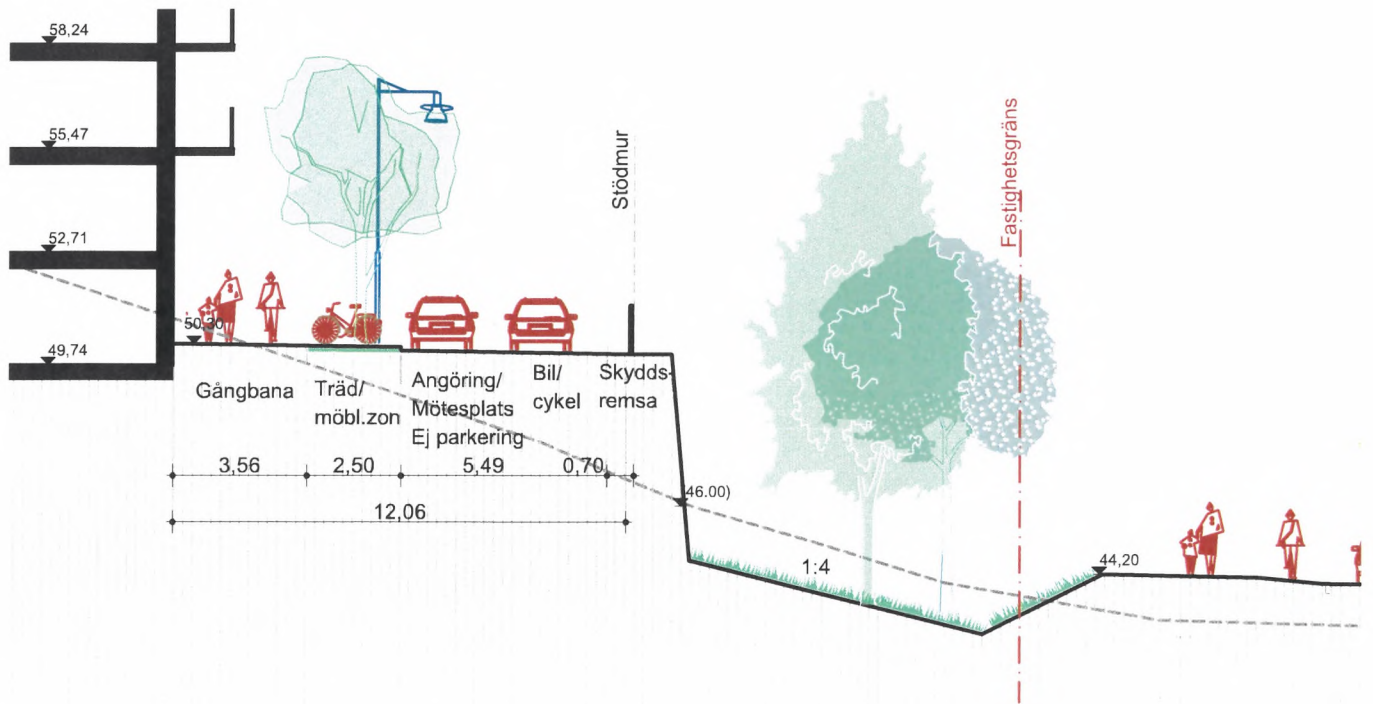 58,24
55,47
52,71
50,30
49,74
Stödmur
Fastighetsgräns
Gångbana
Träd/
möbl.zon
Angöring/
Mötesplats
Ej parkering
Bil/
cykel
Skydds-
remsa
3,56
2,50
5,49
0,70
12,06
46.00)
1:4
44,20